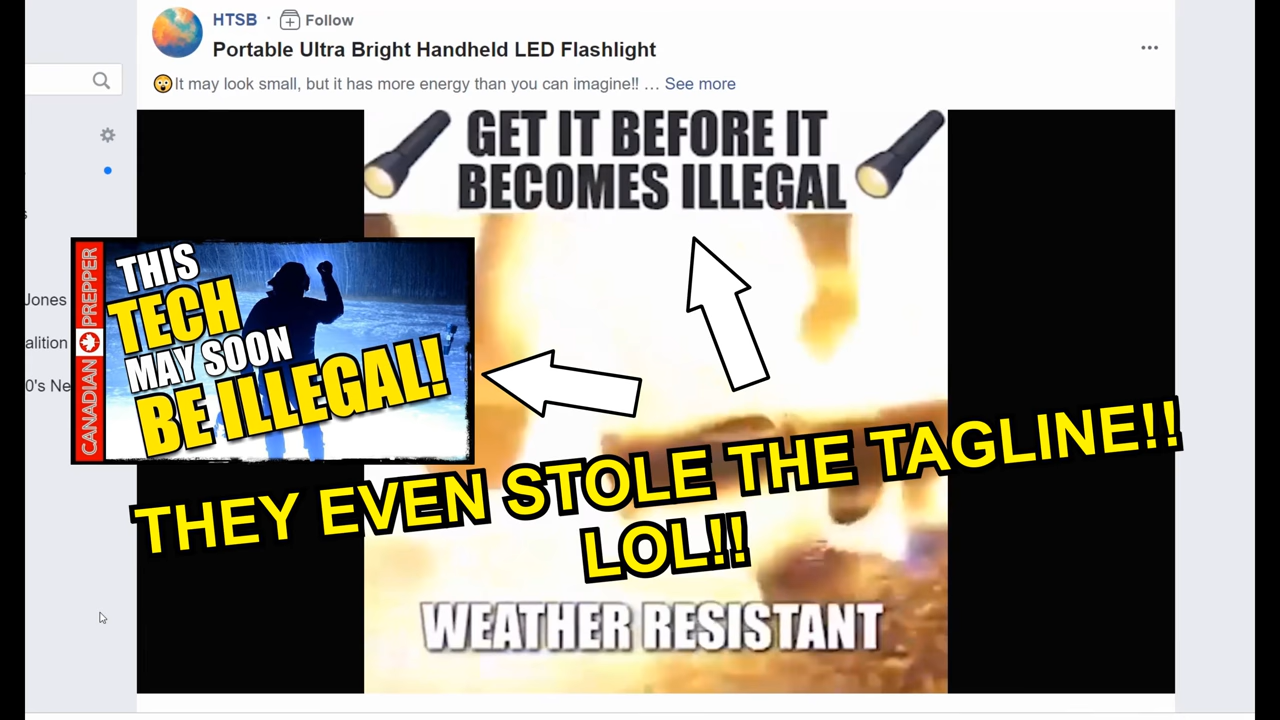 HTSB · Follow
Portable Ultra Bright Handheld LED Flashlight
😮It may look small, but it has more energy than you can imagine!! … See more
GET IT BEFORE IT
BECOMES ILLEGAL
CANADIAN PREPPER
THIS
TECH
MAY SOON
BE ILLEGAL!
Jones
alition
0's Ne
THEY EVEN STOLE THE TAGLINE!!
LOL!!
WEATHER RESISTANT